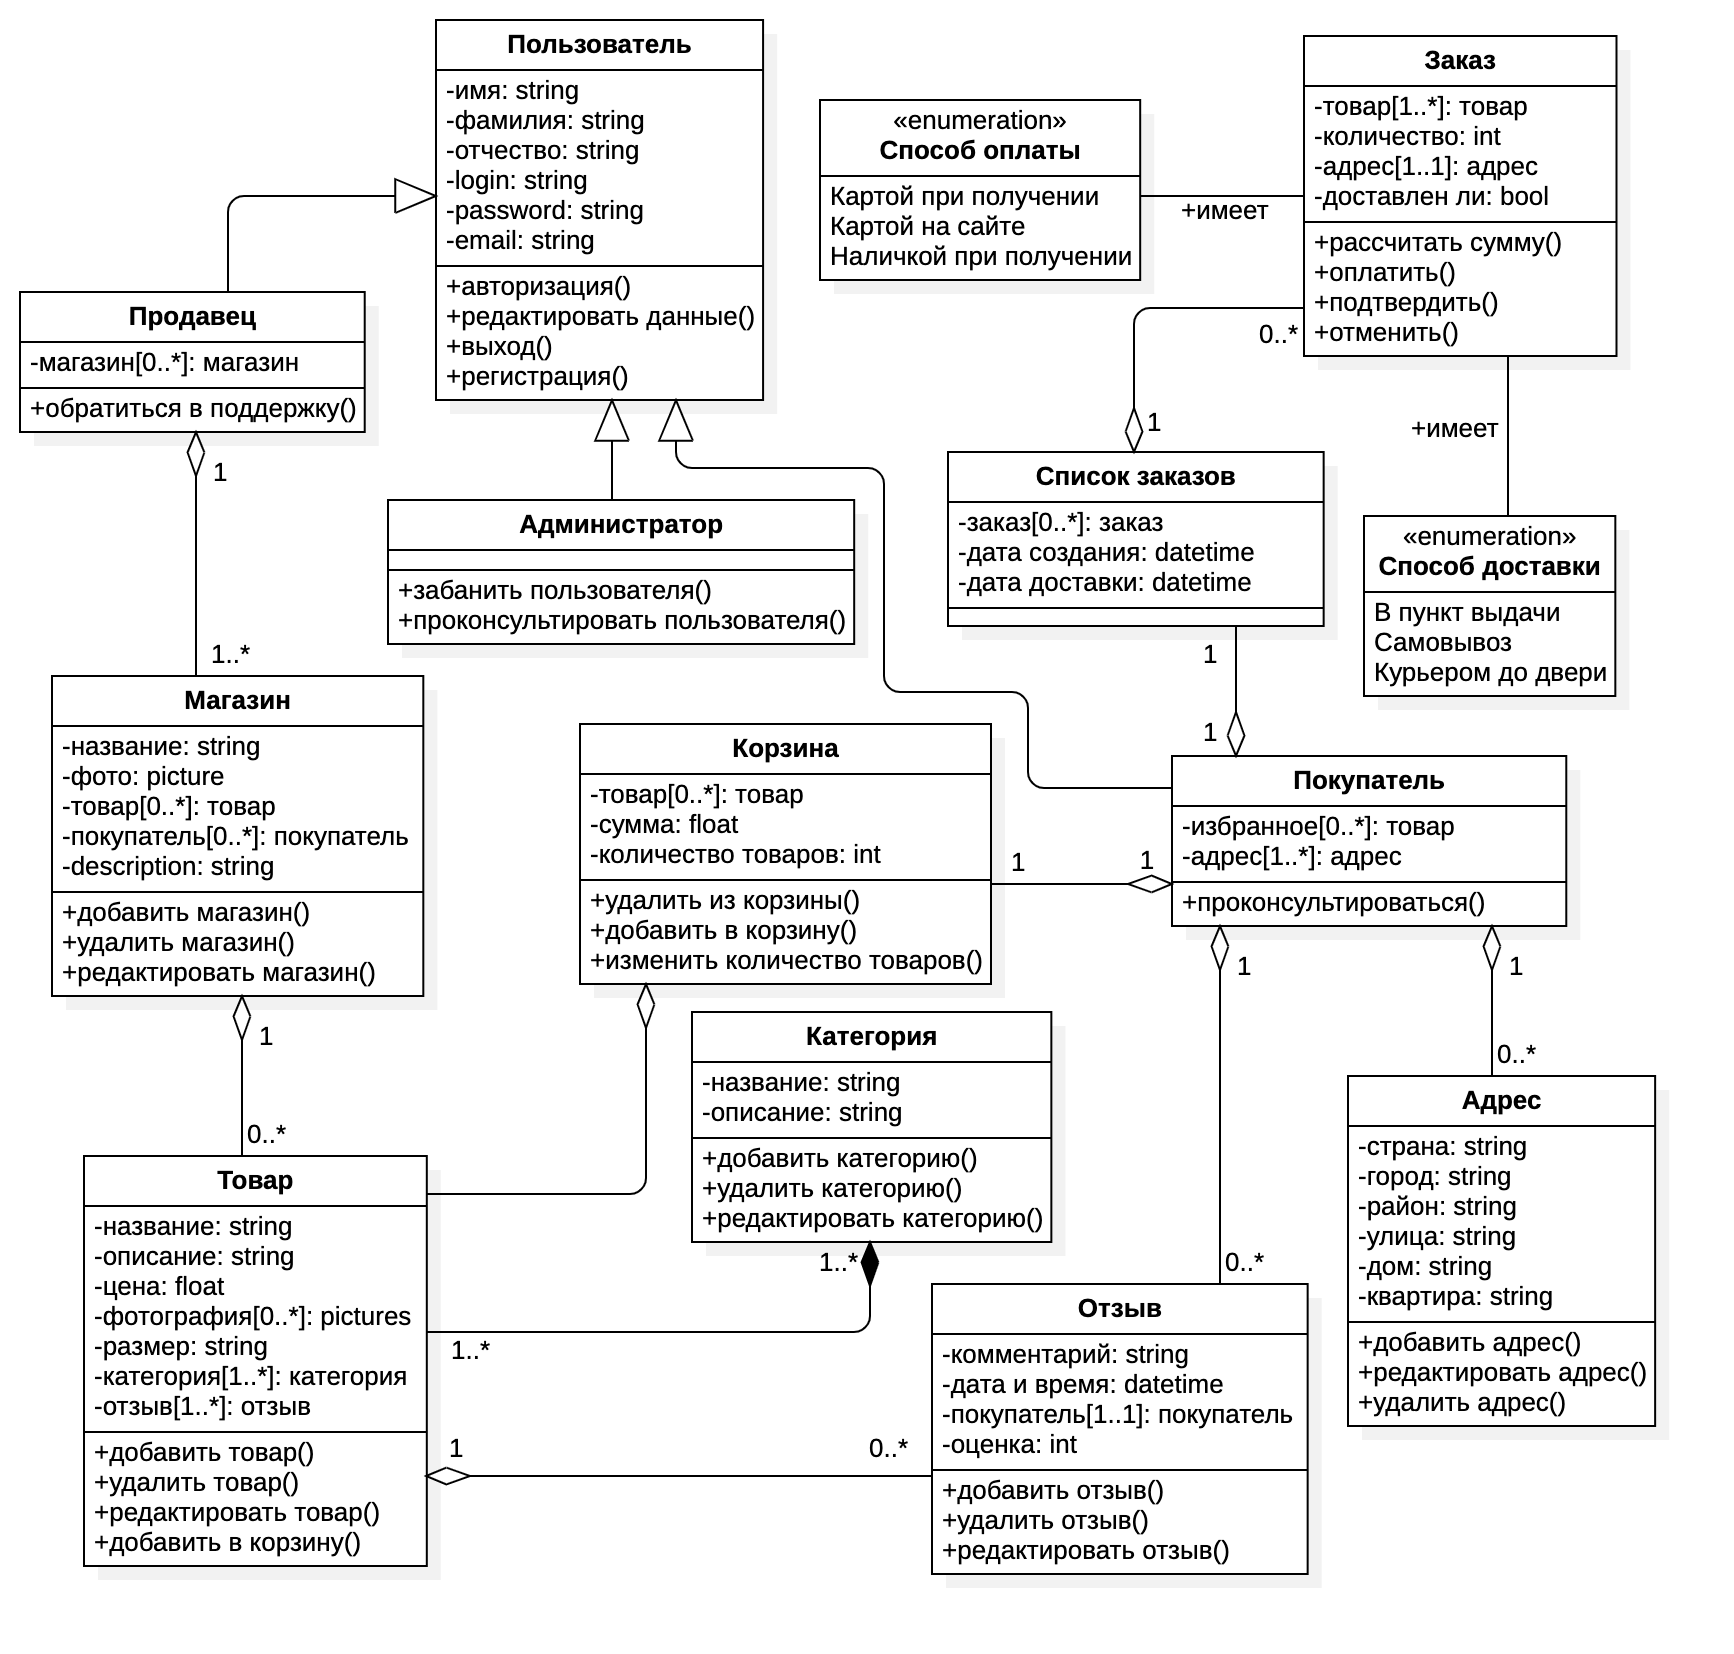 Пользователь
-имя: string
-фамилия: string
-отчество: string
-login: string
-password: string
-email: string
+авторизация()
+редактировать данные()
+выход()
+регистрация()
«enumeration»
Способ оплаты
Картой при получении
Картой на сайте
Наличкой при получении
+имеет
Заказ
-товар[1..*]: товар
-количество: int
-адрес[1..1]: адрес
-доставлен ли: bool
+рассчитать сумму()
+оплатить()
+подтвердить()
+отменить()
0..*
1
+имеет
Продавец
-магазин[0..*]: магазин
+обратиться в поддержку()
1
1..*
Администратор
+забанить пользователя()
+проконсультировать пользователя()
Список заказов
-заказ[0..*]: заказ
-дата создания: datetime
-дата доставки: datetime
1
1
«enumeration»
Способ доставки
В пункт выдачи
Самовывоз
Курьером до двери
Магазин
-название: string
-фото: picture
-товар[0..*]: товар
-покупатель[0..*]: покупатель
-description: string
+добавить магазин()
+удалить магазин()
+редактировать магазин()
1
0..*
Корзина
-товар[0..*]: товар
-сумма: float
-количество товаров: int
+удалить из корзины()
+добавить в корзину()
+изменить количество товаров()
1
1
Покупатель
-избранное[0..*]: товар
-адрес[1..*]: адрес
+проконсультироваться()
1
1
0..*
0..*
Категория
-название: string
-описание: string
+добавить категорию()
+удалить категорию()
+редактировать категорию()
1..*
1..*
Адрес
-страна: string
-город: string
-район: string
-улица: string
-дом: string
-квартира: string
+добавить адрес()
+редактировать адрес()
+удалить адрес()
Товар
-название: string
-описание: string
-цена: float
-фотография[0..*]: pictures
-размер: string
-категория[1..*]: категория
-отзыв[1..*]: отзыв
+добавить товар()
+удалить товар()
+редактировать товар()
+добавить в корзину()
1
0..*
Отзыв
-комментарий: string
-дата и время: datetime
-покупатель[1..1]: покупатель
-оценка: int
+добавить отзыв()
+удалить отзыв()
+редактировать отзыв()